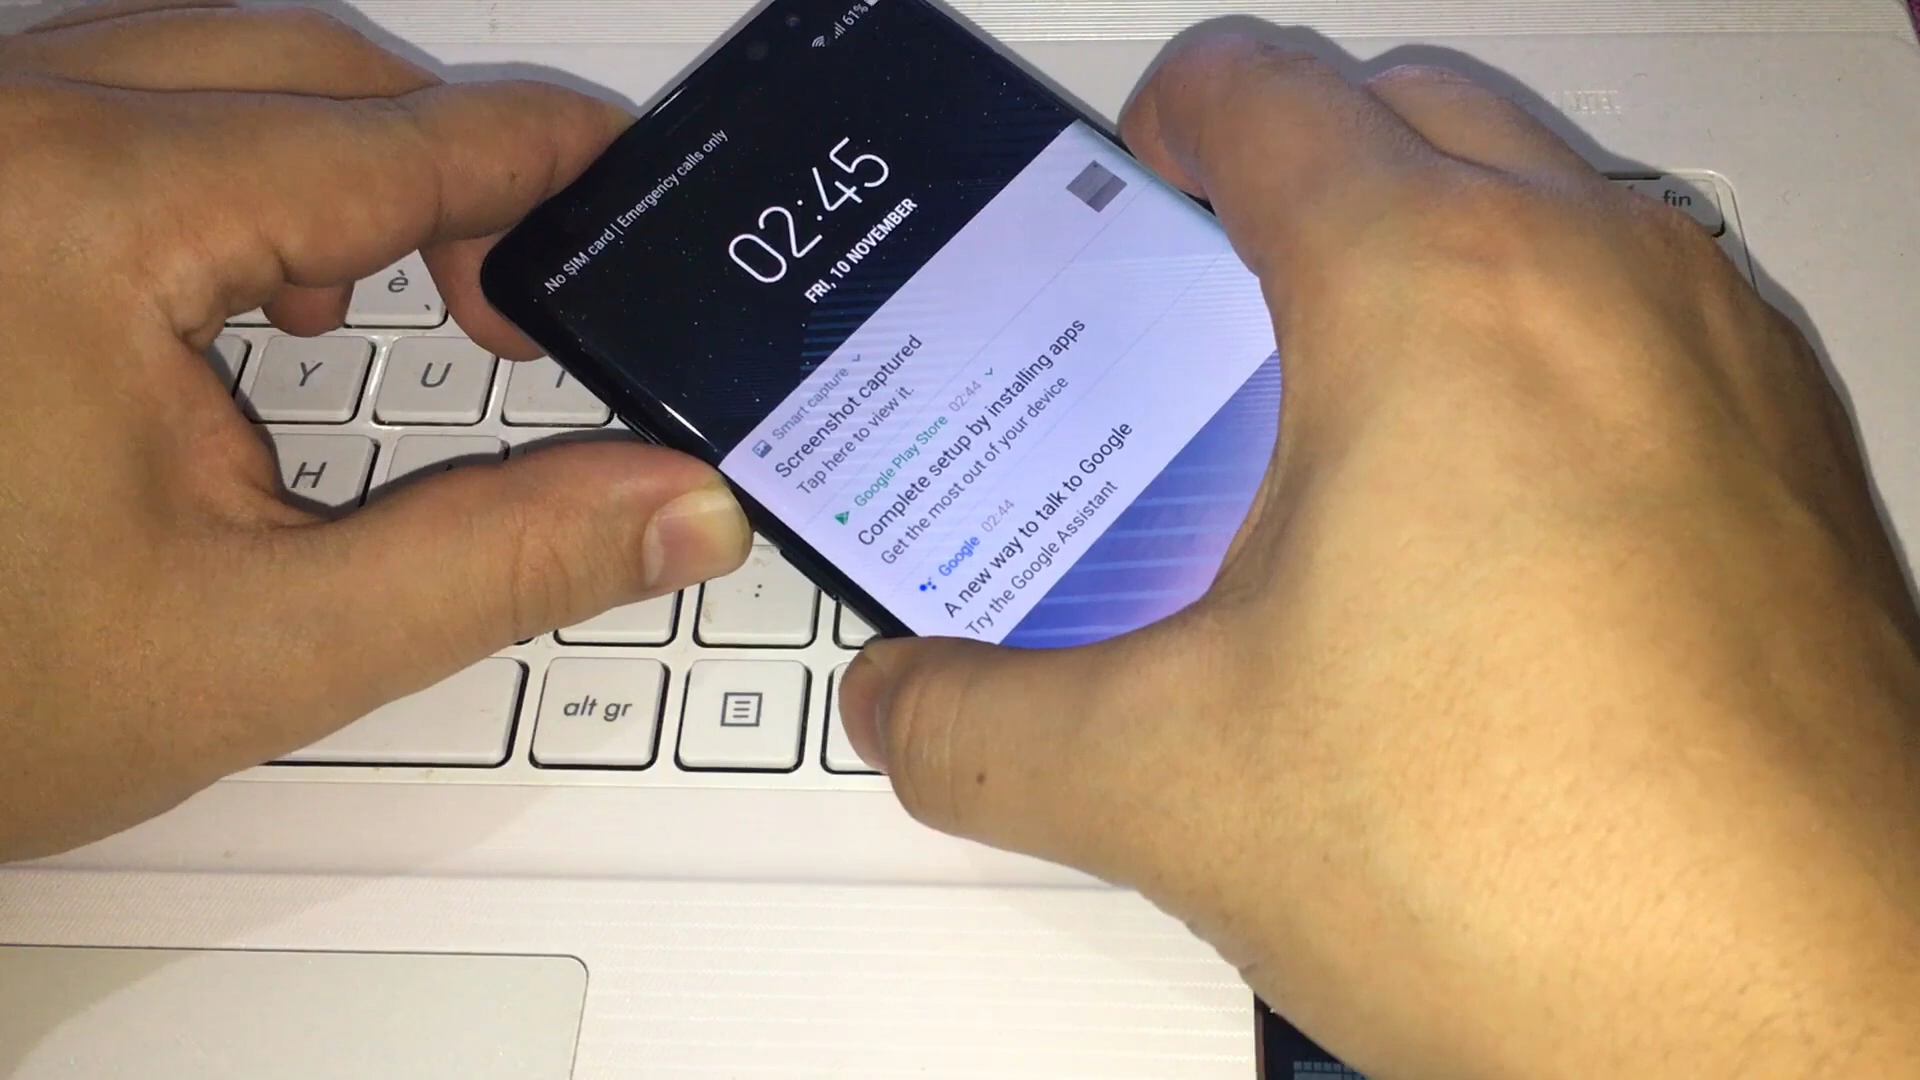 61%
No SIM card | Emergency calls only
02:45
FRI, 10 NOVEMBER
Smart capture
Screenshot captured
Tap here to view it.
Google Play Store 02:44
Complete setup by installing apps
Get the most out of your device
Google 02:44
A new way to talk to Google
Try the Google Assistant
fin
è
Y U
H
:
alt gr